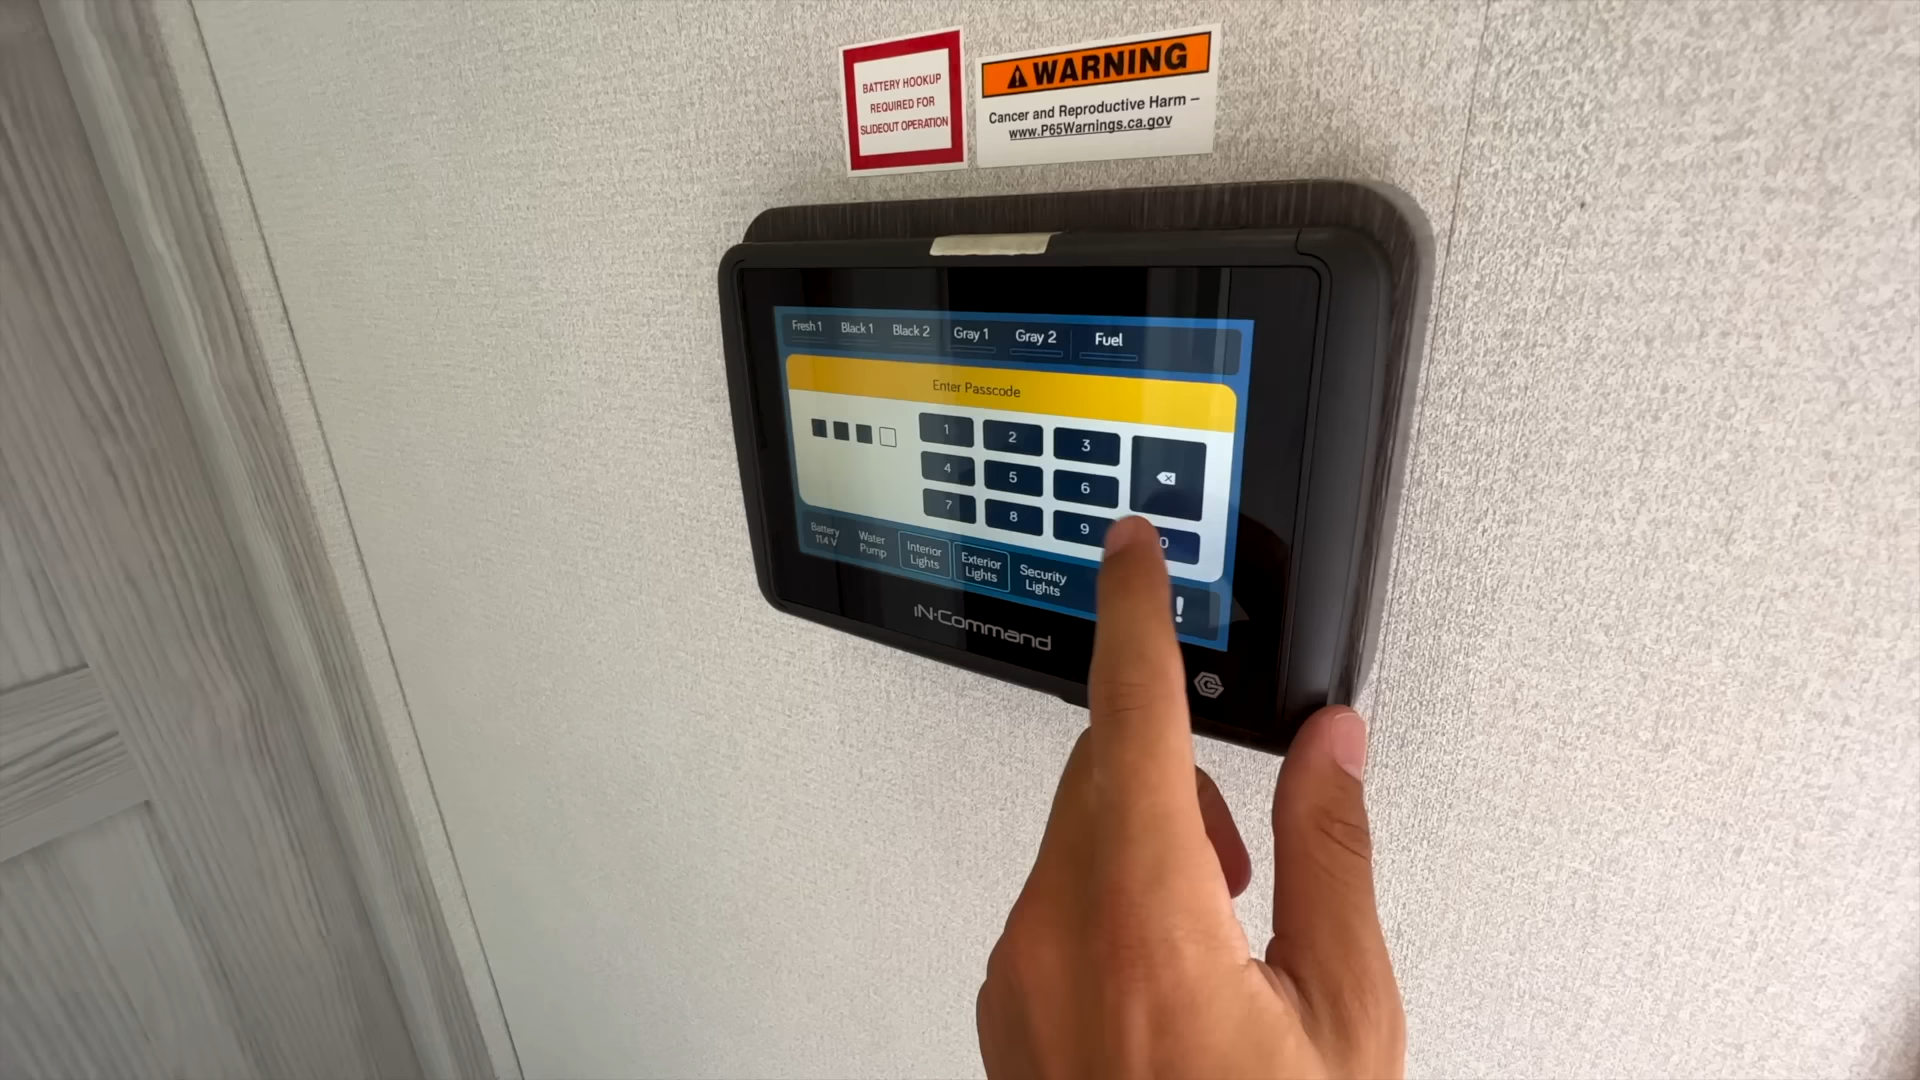 BATTERY HOOKUP
REQUIRED FOR
SLIDEOUT OPERATION
WARNING
Cancer and Reproductive Harm –
www.P65Warnings.ca.gov
Fresh 1 Black 1 Black 2 Gray 1 Gray 2 Fuel
Enter Passcode
1 2 3
4 5 6
7 8 9 0
Battery
11.4 V
Water
Pump
Interior
Lights
Exterior
Lights
Security
Lights
!
iN·Command